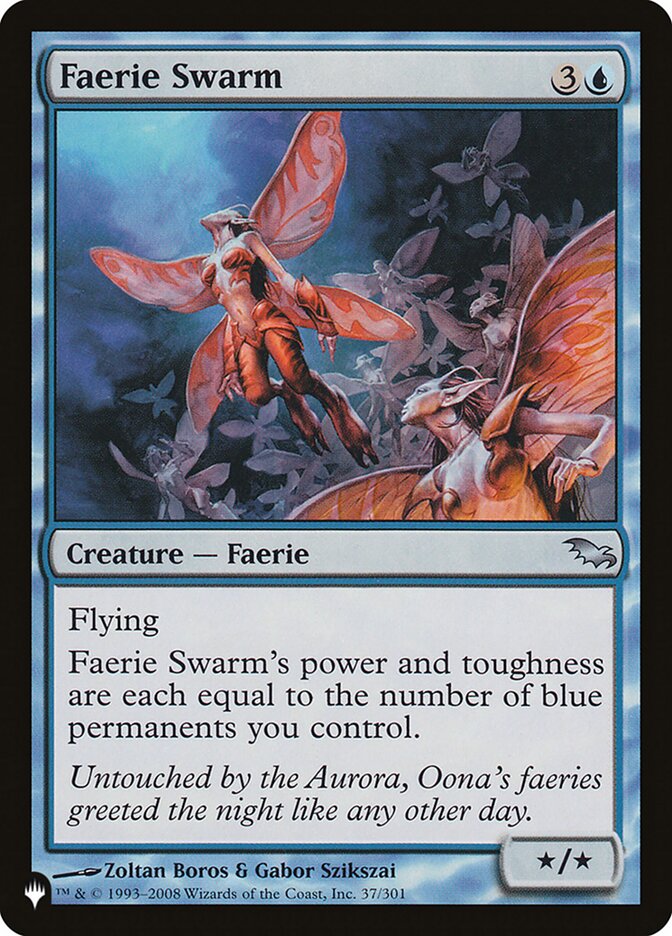 Faerie Swarm 3
Creature — Faerie
Flying
Faerie Swarm's power and toughness
are each equal to the number of blue
permanents you control.
Untouched by the Aurora, Oona's faeries
greeted the night like any other day.
★/★
Zoltan Boros & Gabor Szikszai
™ & © 1993–2008 Wizards of the Coast, Inc. 37/301